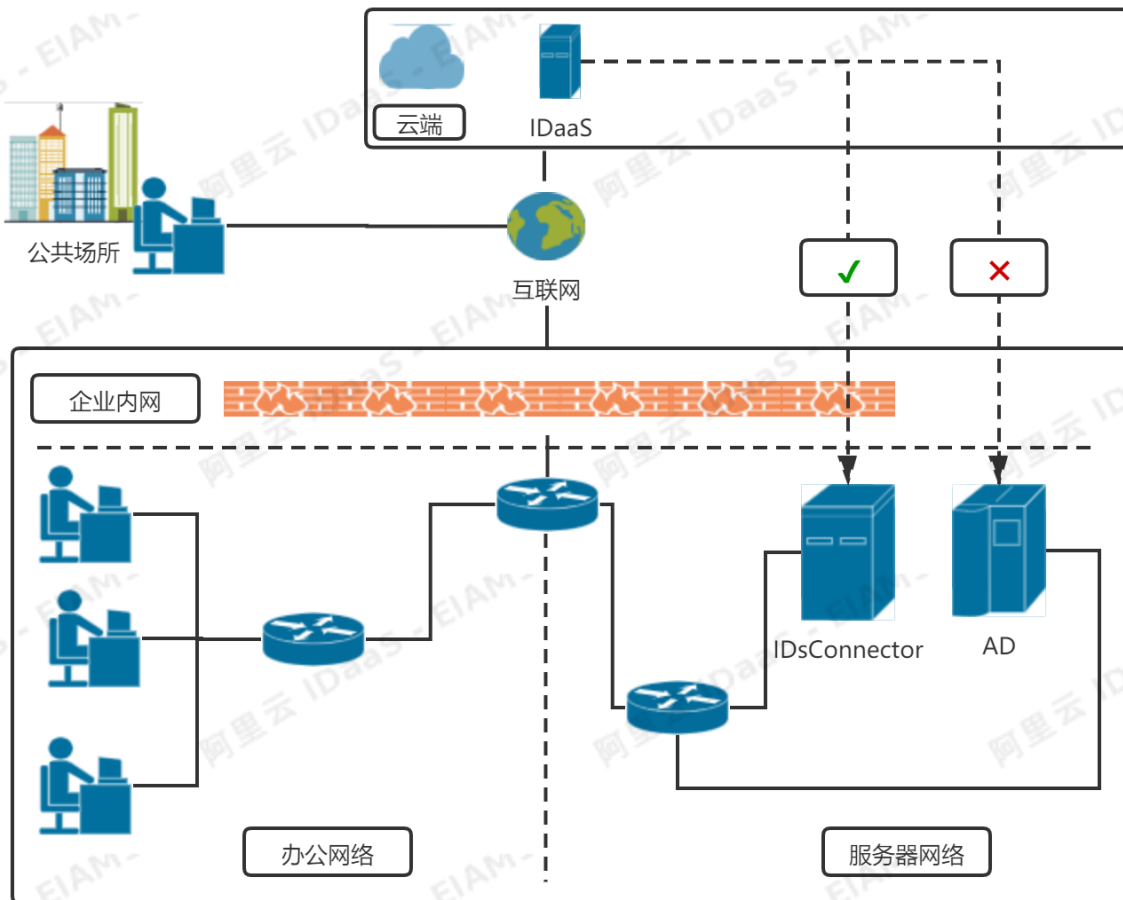 云端
IDaaS
公共场所
互联网
企业内网
IDsConnector
AD
办公网络
服务器网络
阿里云 IDaaS - EIAM